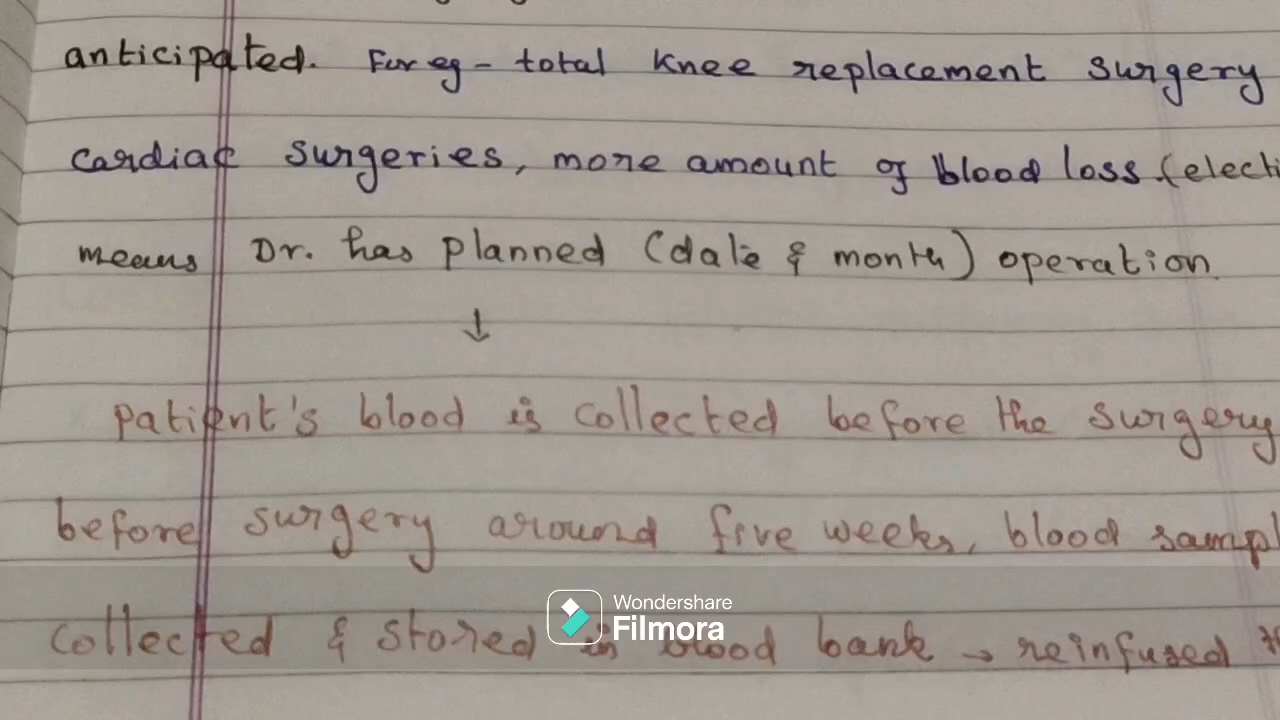 anticipated. For eg - total knee replacement surgery
cardiac surgeries, more amount of blood loss (electi
means Dr. has planned (date & month) operation.
↓
patient's blood is collected before the surgery
before surgery around five weeks, blood sampl
collected & stored in blood bank → reinfused
Wondershare
Filmora